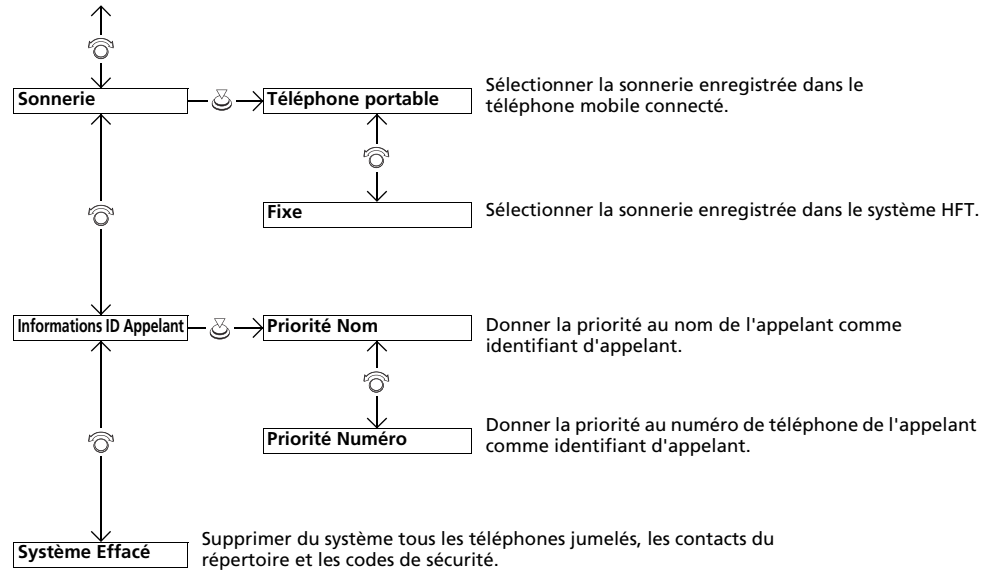 Sonnerie
Téléphone portable
Sélectionner la sonnerie enregistrée dans le
téléphone mobile connecté.
Fixe
Sélectionner la sonnerie enregistrée dans le système HFT.
Informations ID Appelant
Priorité Nom
Donner la priorité au nom de l'appelant comme
identifiant d'appelant.
Priorité Numéro
Donner la priorité au numéro de téléphone de l'appelant
comme identifiant d'appelant.
Système Effacé
Supprimer du système tous les téléphones jumelés, les contacts du
répertoire et les codes de sécurité.